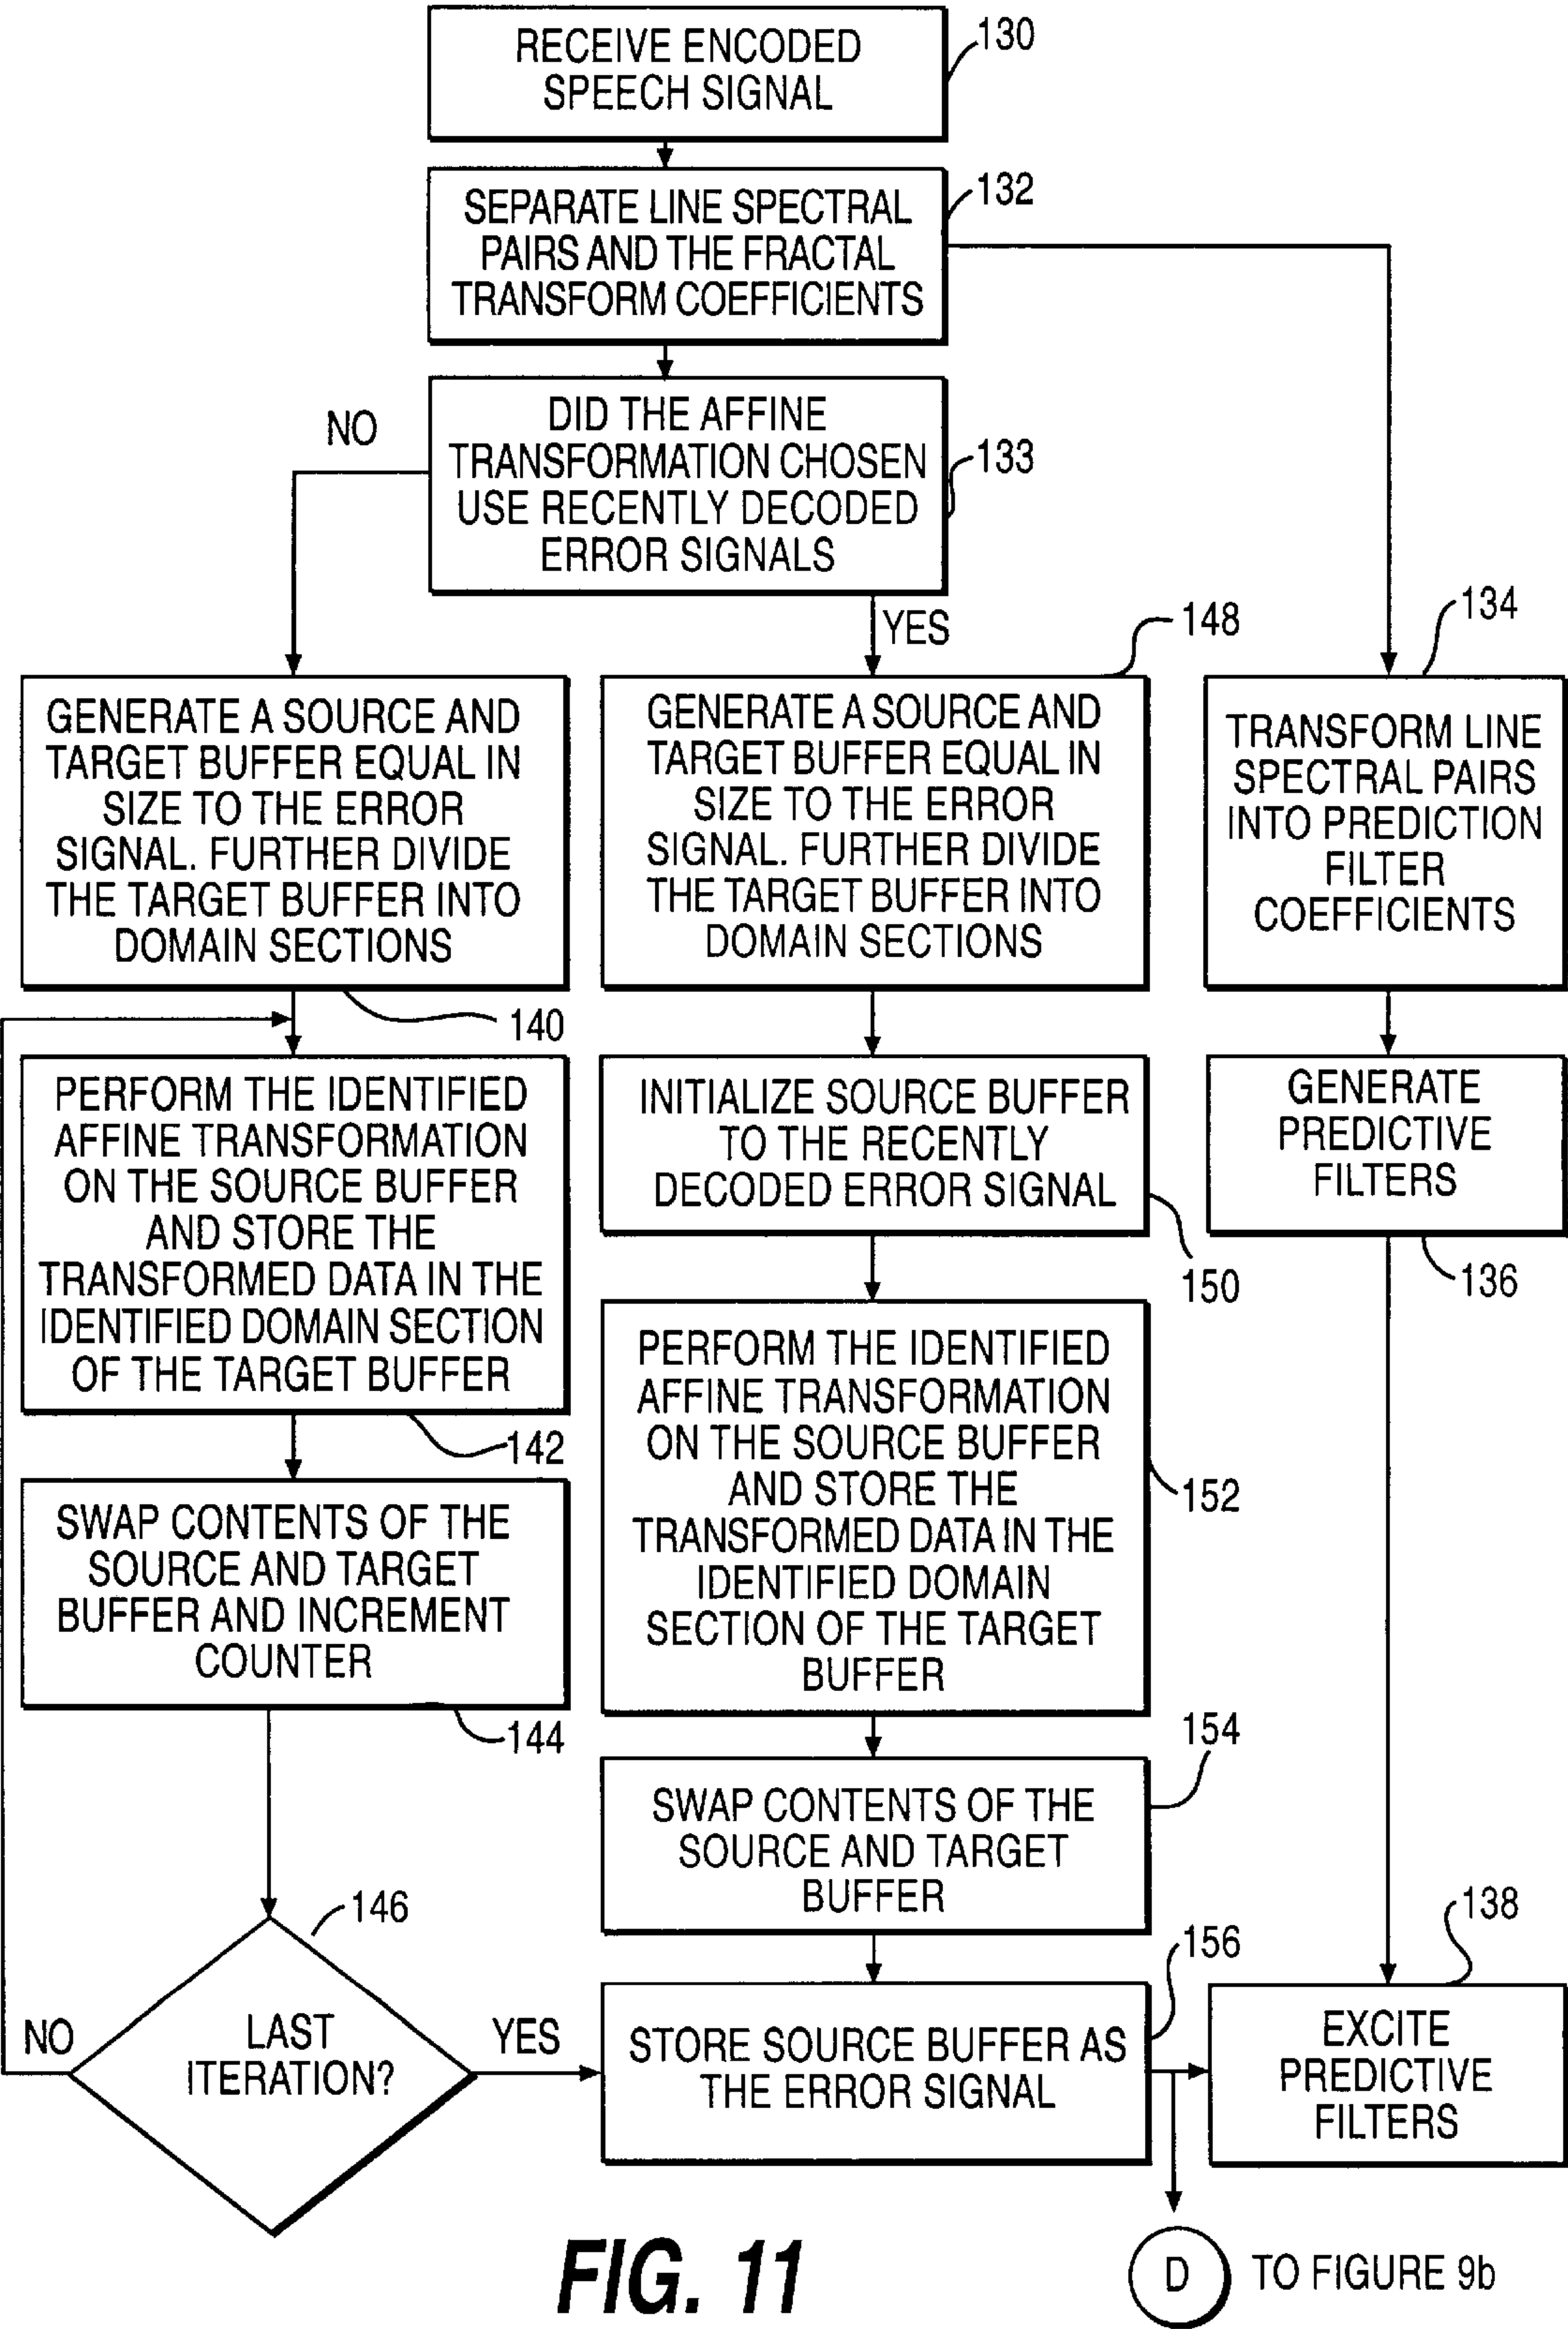 RECEIVE ENCODED
SPEECH SIGNAL
130
SEPARATE LINE SPECTRAL
PAIRS AND THE FRACTAL
TRANSFORM COEFFICIENTS
132
DID THE AFFINE
TRANSFORMATION CHOSEN
USE RECENTLY DECODED
ERROR SIGNALS
133
NO
YES
GENERATE A SOURCE AND
TARGET BUFFER EQUAL IN
SIZE TO THE ERROR
SIGNAL. FURTHER DIVIDE
THE TARGET BUFFER INTO
DOMAIN SECTIONS
140
PERFORM THE IDENTIFIED
AFFINE TRANSFORMATION
ON THE SOURCE BUFFER
AND STORE THE
TRANSFORMED DATA IN THE
IDENTIFIED DOMAIN SECTION
OF THE TARGET BUFFER
142
SWAP CONTENTS OF THE
SOURCE AND TARGET
BUFFER AND INCREMENT
COUNTER
144
146
LAST
ITERATION?
NO
YES
148
GENERATE A SOURCE AND
TARGET BUFFER EQUAL IN
SIZE TO THE ERROR
SIGNAL. FURTHER DIVIDE
THE TARGET BUFFER INTO
DOMAIN SECTIONS
INITIALIZE SOURCE BUFFER
TO THE RECENTLY
DECODED ERROR SIGNAL
150
PERFORM THE IDENTIFIED
AFFINE TRANSFORMATION
ON THE SOURCE BUFFER
AND STORE THE
TRANSFORMED DATA IN THE
IDENTIFIED DOMAIN
SECTION OF THE TARGET
BUFFER
152
154
SWAP CONTENTS OF THE
SOURCE AND TARGET
BUFFER
156
STORE SOURCE BUFFER AS
THE ERROR SIGNAL
134
TRANSFORM LINE
SPECTRAL PAIRS
INTO PREDICTION
FILTER
COEFFICIENTS
GENERATE
PREDICTIVE
FILTERS
136
138
EXCITE
PREDICTIVE
FILTERS
D TO FIGURE 9b
FIG. 11